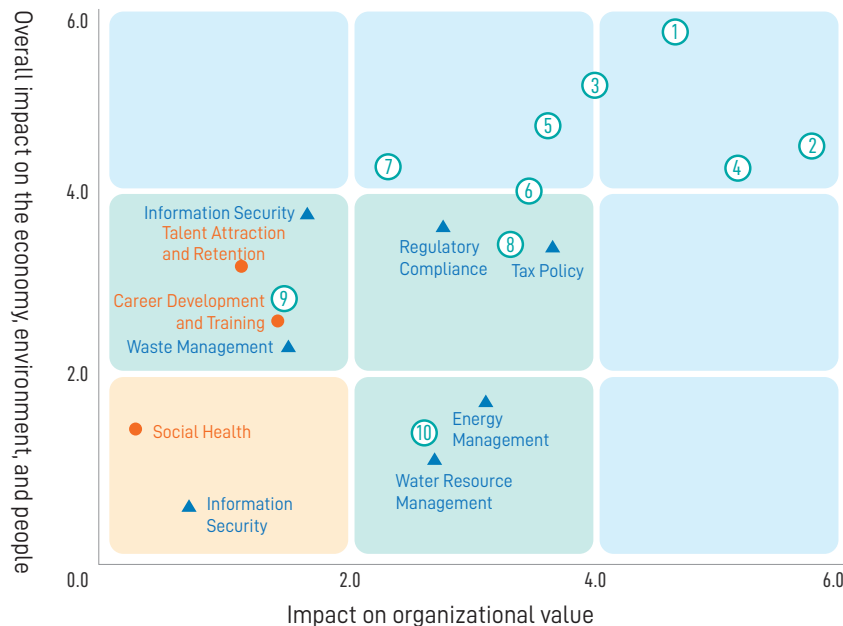 Overall impact on the economy, environment, and people
6.0
4.0
2.0
0.0
2.0
4.0
6.0
1
3
5
2
7
4
6
Information Security
Talent Attraction
and Retention
8
Regulatory
Compliance
Tax Policy
9
Career Development
and Training
Waste Management
Social Health
Information
Security
10
Energy
Management
Water Resource
Management
Impact on organizational value